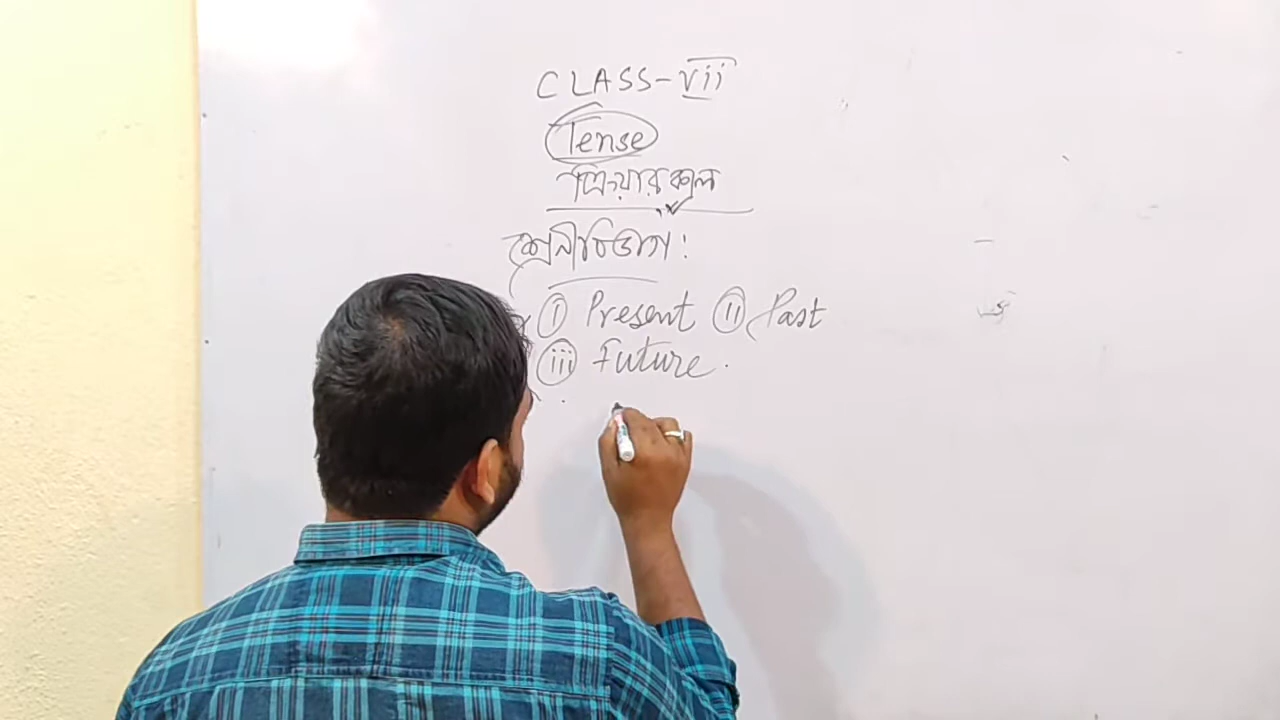 CLASS-vii
Tense
ক্রিয়ার কাল
শ্রেনীবিভাগ:
i Present ii Past
iii Future.